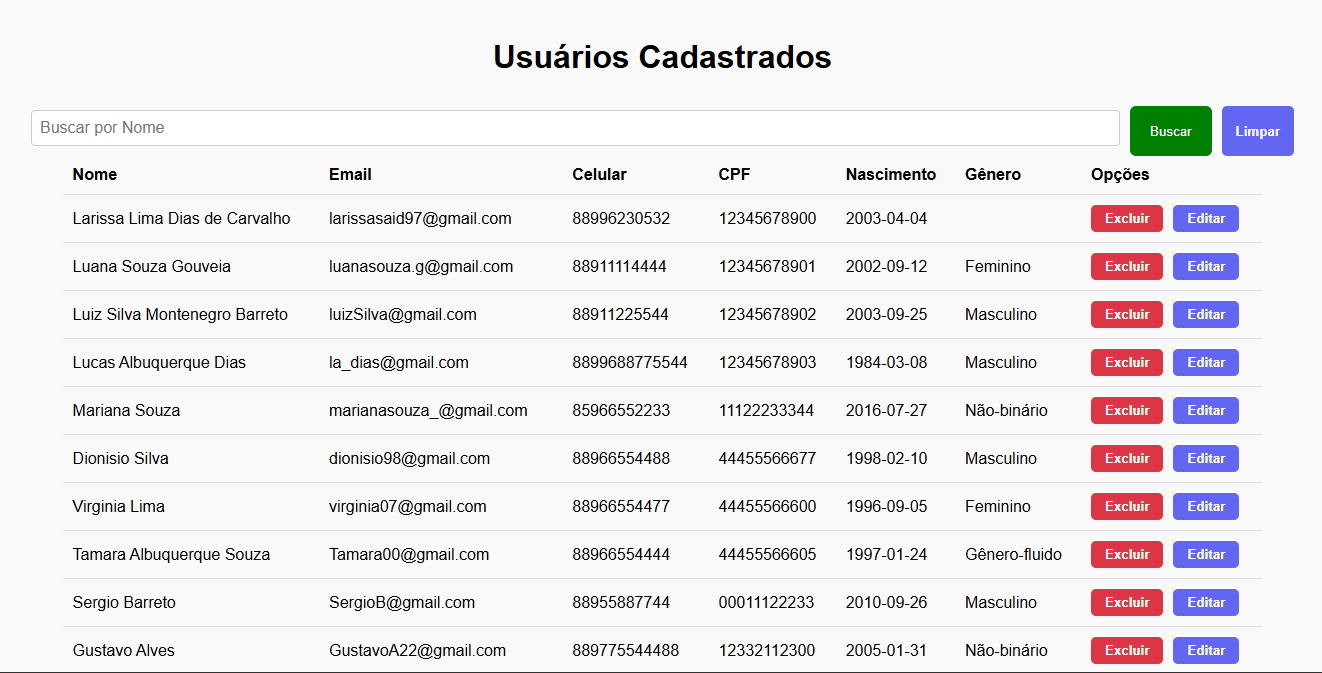 Usuários Cadastrados
Buscar por Nome Buscar Limpar
Nome Email Celular CPF Nascimento Gênero Opções
Larissa Lima Dias de Carvalho larissasaid97@gmail.com 88996230532 12345678900 2003-04-04 Excluir Editar
Luana Souza Gouveia luanasouza.g@gmail.com 88911114444 12345678901 2002-09-12 Feminino Excluir Editar
Luiz Silva Montenegro Barreto luizSilva@gmail.com 88911225544 12345678902 2003-09-25 Masculino Excluir Editar
Lucas Albuquerque Dias la_dias@gmail.com 8899688775544 12345678903 1984-03-08 Masculino Excluir Editar
Mariana Souza marianasouza_@gmail.com 85966552233 11122233344 2016-07-27 Não-binário Excluir Editar
Dionisio Silva dionisio98@gmail.com 88966554488 44455566677 1998-02-10 Masculino Excluir Editar
Virginia Lima virginia07@gmail.com 88966554477 44455566600 1996-09-05 Feminino Excluir Editar
Tamara Albuquerque Souza Tamara00@gmail.com 88966554444 44455566605 1997-01-24 Gênero-fluido Excluir Editar
Sergio Barreto SergioB@gmail.com 88955887744 00011122233 2010-09-26 Masculino Excluir Editar
Gustavo Alves GustavoA22@gmail.com 889775544488 12332112300 2005-01-31 Não-binário Excluir Editar